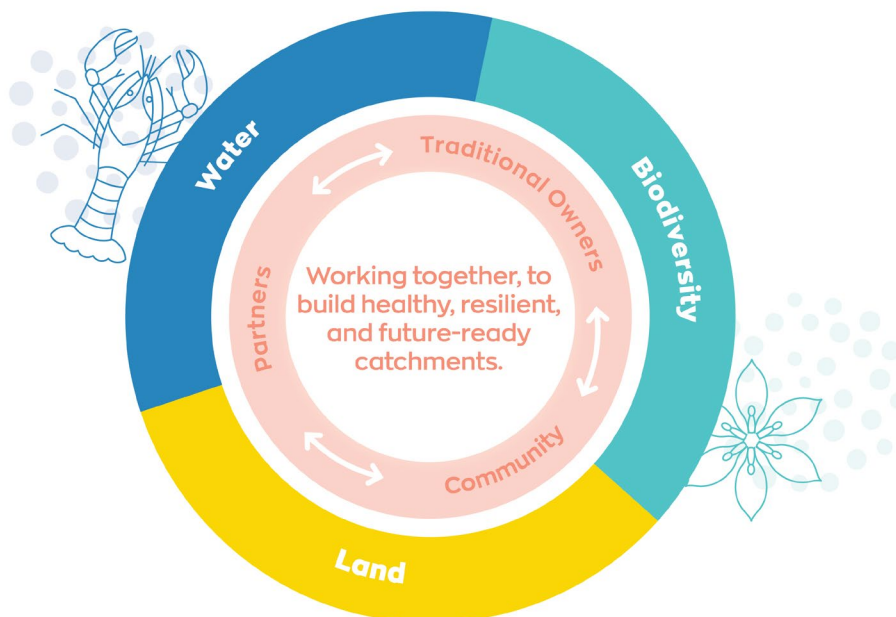 Water
Biodiversity
Land
Traditional Owners
Community
Partners
Working together, to
build healthy, resilient,
and future-ready
catchments.